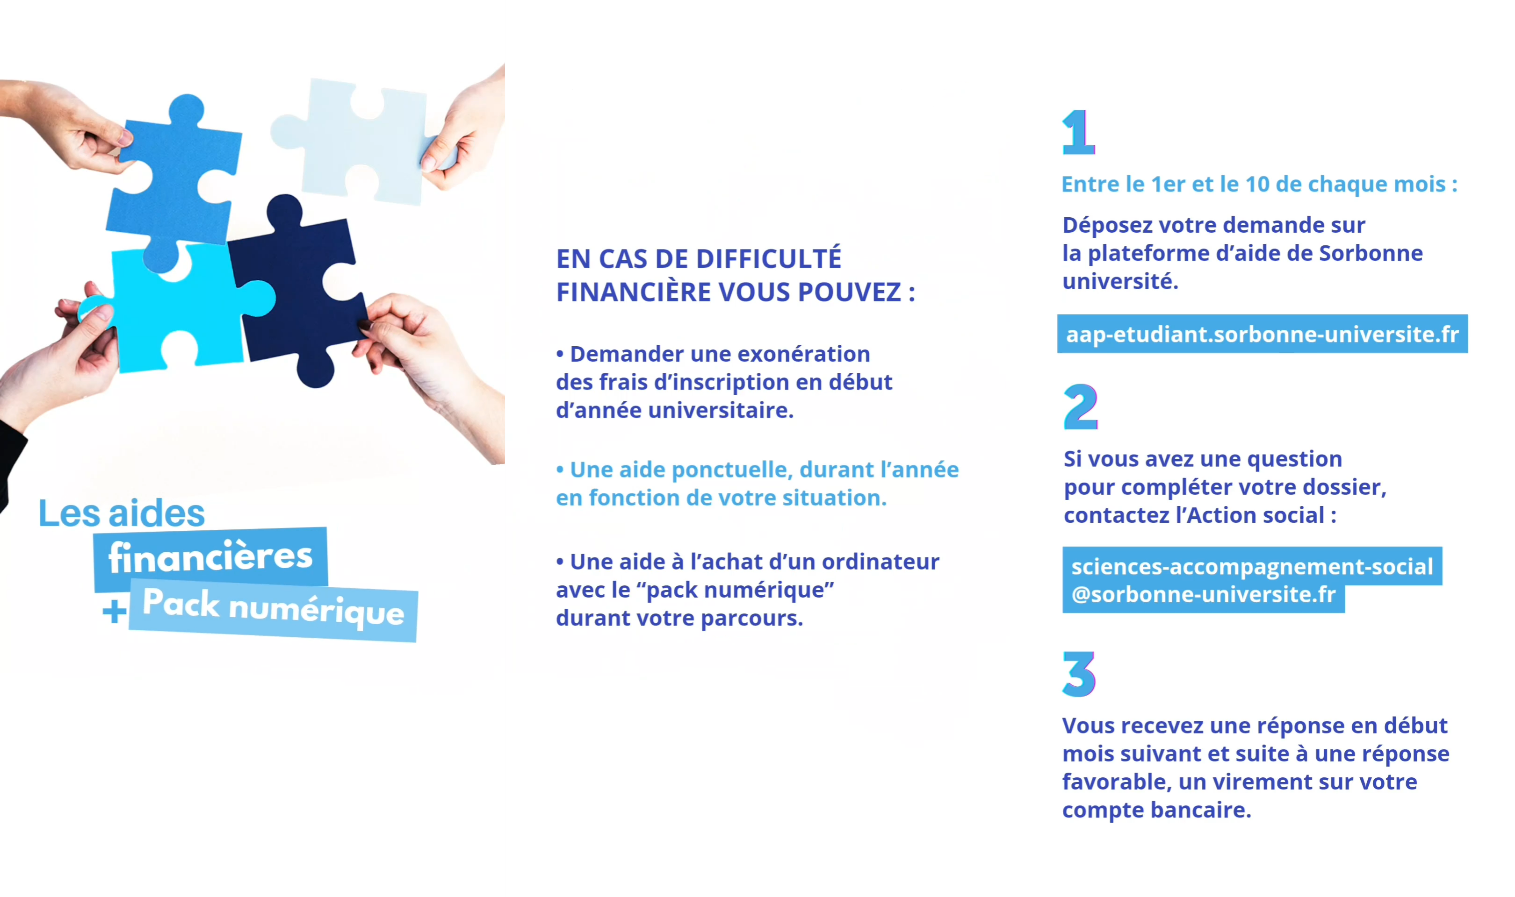 Les aides
financières
+ Pack numérique
EN CAS DE DIFFICULTÉ
FINANCIÈRE VOUS POUVEZ :
• Demander une exonération
des frais d’inscription en début
d’année universitaire.
• Une aide ponctuelle, durant l’année
en fonction de votre situation.
• Une aide à l’achat d’un ordinateur
avec le “pack numérique”
durant votre parcours.
1
Entre le 1er et le 10 de chaque mois :
Déposez votre demande sur
la plateforme d’aide de Sorbonne
université.
aap-etudiant.sorbonne-universite.fr
2
Si vous avez une question
pour compléter votre dossier,
contactez l’Action social :
sciences-accompagnement-social
@sorbonne-universite.fr
3
Vous recevez une réponse en début
mois suivant et suite à une réponse
favorable, un virement sur votre
compte bancaire.